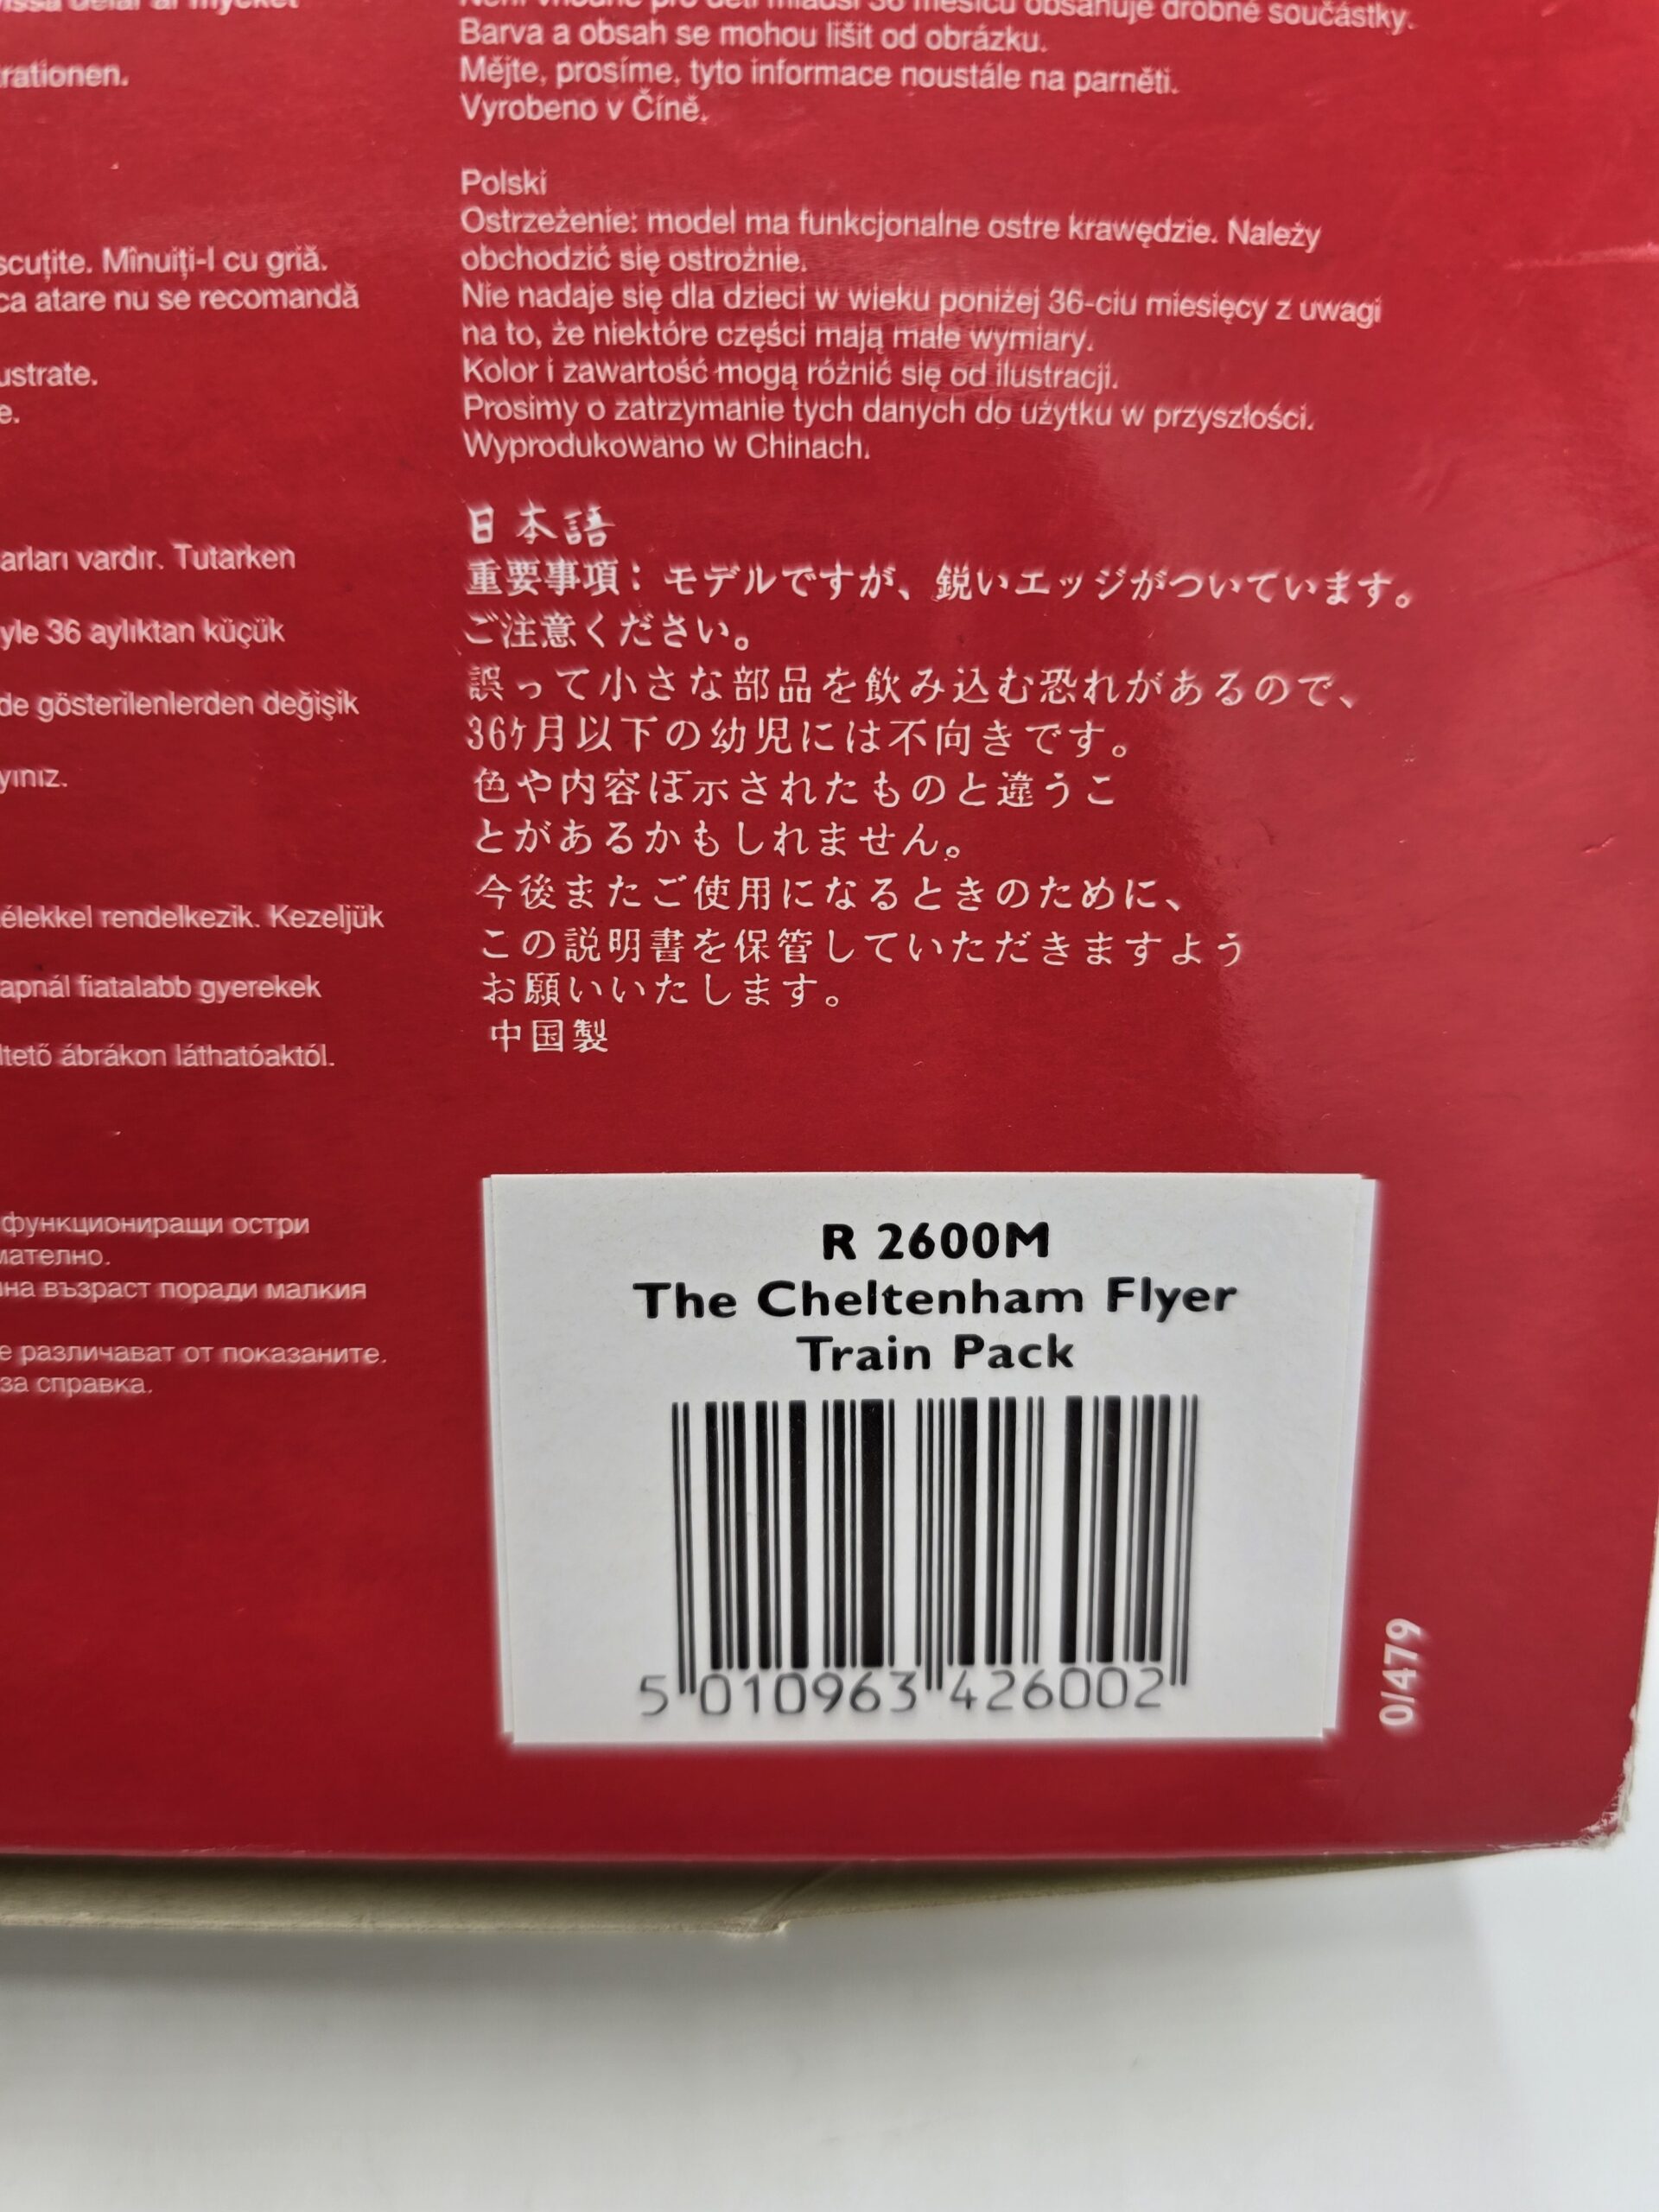 rationen.
scuțite. Mînuiți-l cu griă.
ca atare nu se recomandă
ustrate.
e.
arları vardır. Tutarken
yle 36 aylıktan küçük
de gösterilenlerden değişik
yınız.
élekkel rendelkezik. Kezeljük
apnál fiatalabb gyerekek
ltető ábrákon láthatóaktól.
функциониращи остри
мателно.
на възраст поради малкия
е различават от показаните.
за справка.
obsahuje drobné součástky.
Barva a obsah se mohou lišit od obrázku.
Mějte, prosíme, tyto informace noustále na parněti.
Vyrobeno v Číně.
Polski
Ostrzeżenie: model ma funkcjonalne ostre krawędzie. Należy
obchodzić się ostrożnie.
Nie nadaje się dla dzieci w wieku poniżej 36-ciu miesięcy z uwagi
na to, że niektóre części mają małe wymiary.
Kolor i zawartość mogą różnić się od ilustracji.
Prosimy o zatrzymanie tych danych do użytku w przyszłości.
Wyprodukowano w Chinach.
日本語
重要事項：モデルですが、鋭いエッジがついています。
ご注意ください。
誤って小さな部品を飲み込む恐れがあるので、
36ヶ月以下の幼児には不向きです。
色や内容は示されたものと違うこ
とがあるかもしれません。
今後またご使用になるときのために、
この説明書を保管していただきますよう
お願いいたします。
中国製
R 2600M
The Cheltenham Flyer
Train Pack
5 010963 426002
0/479